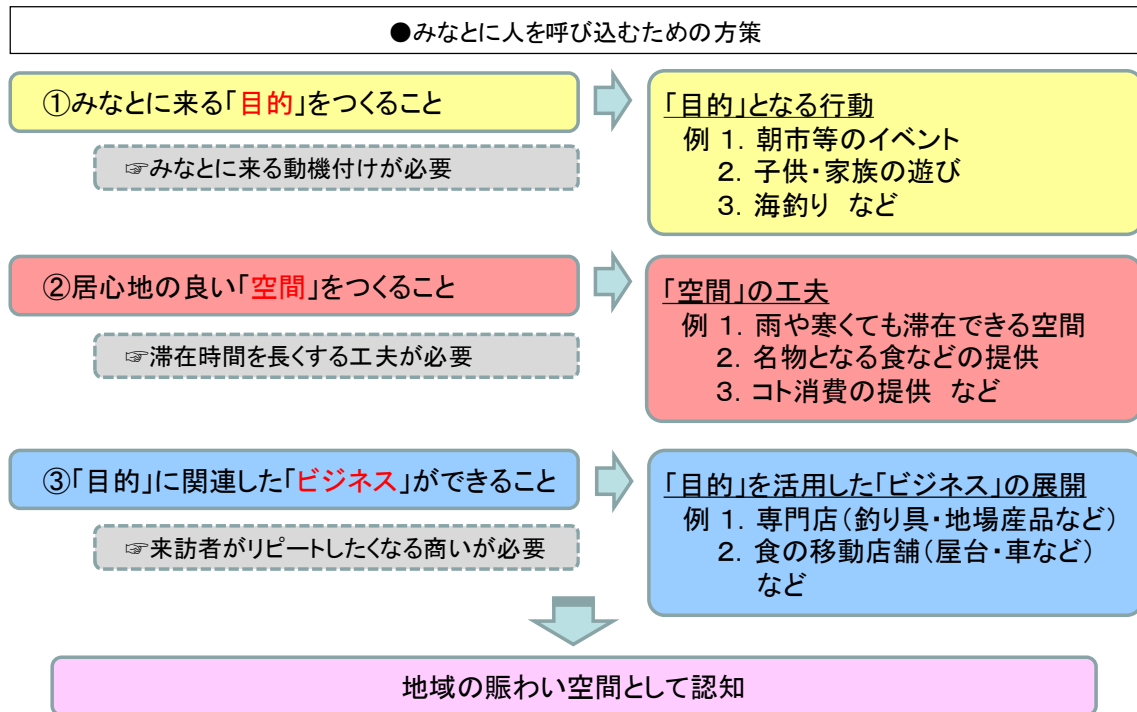 ●みなとに人を呼び込むための方策
①みなとに来る「目的」をつくること
☞みなとに来る動機付けが必要
「目的」となる行動
例 1. 朝市等のイベント
2. 子供・家族の遊び
3. 海釣り など
②居心地の良い「空間」をつくること
☞滞在時間を長くする工夫が必要
「空間」の工夫
例 1. 雨や寒くても滞在できる空間
2. 名物となる食などの提供
3. コト消費の提供 など
③「目的」に関連した「ビジネス」ができること
☞来訪者がリピートしたくなる商いが必要
「目的」を活用した「ビジネス」の展開
例 1. 専門店(釣り具・地場産品など)
2. 食の移動店舗(屋台・車など)
など
地域の賑わい空間として認知